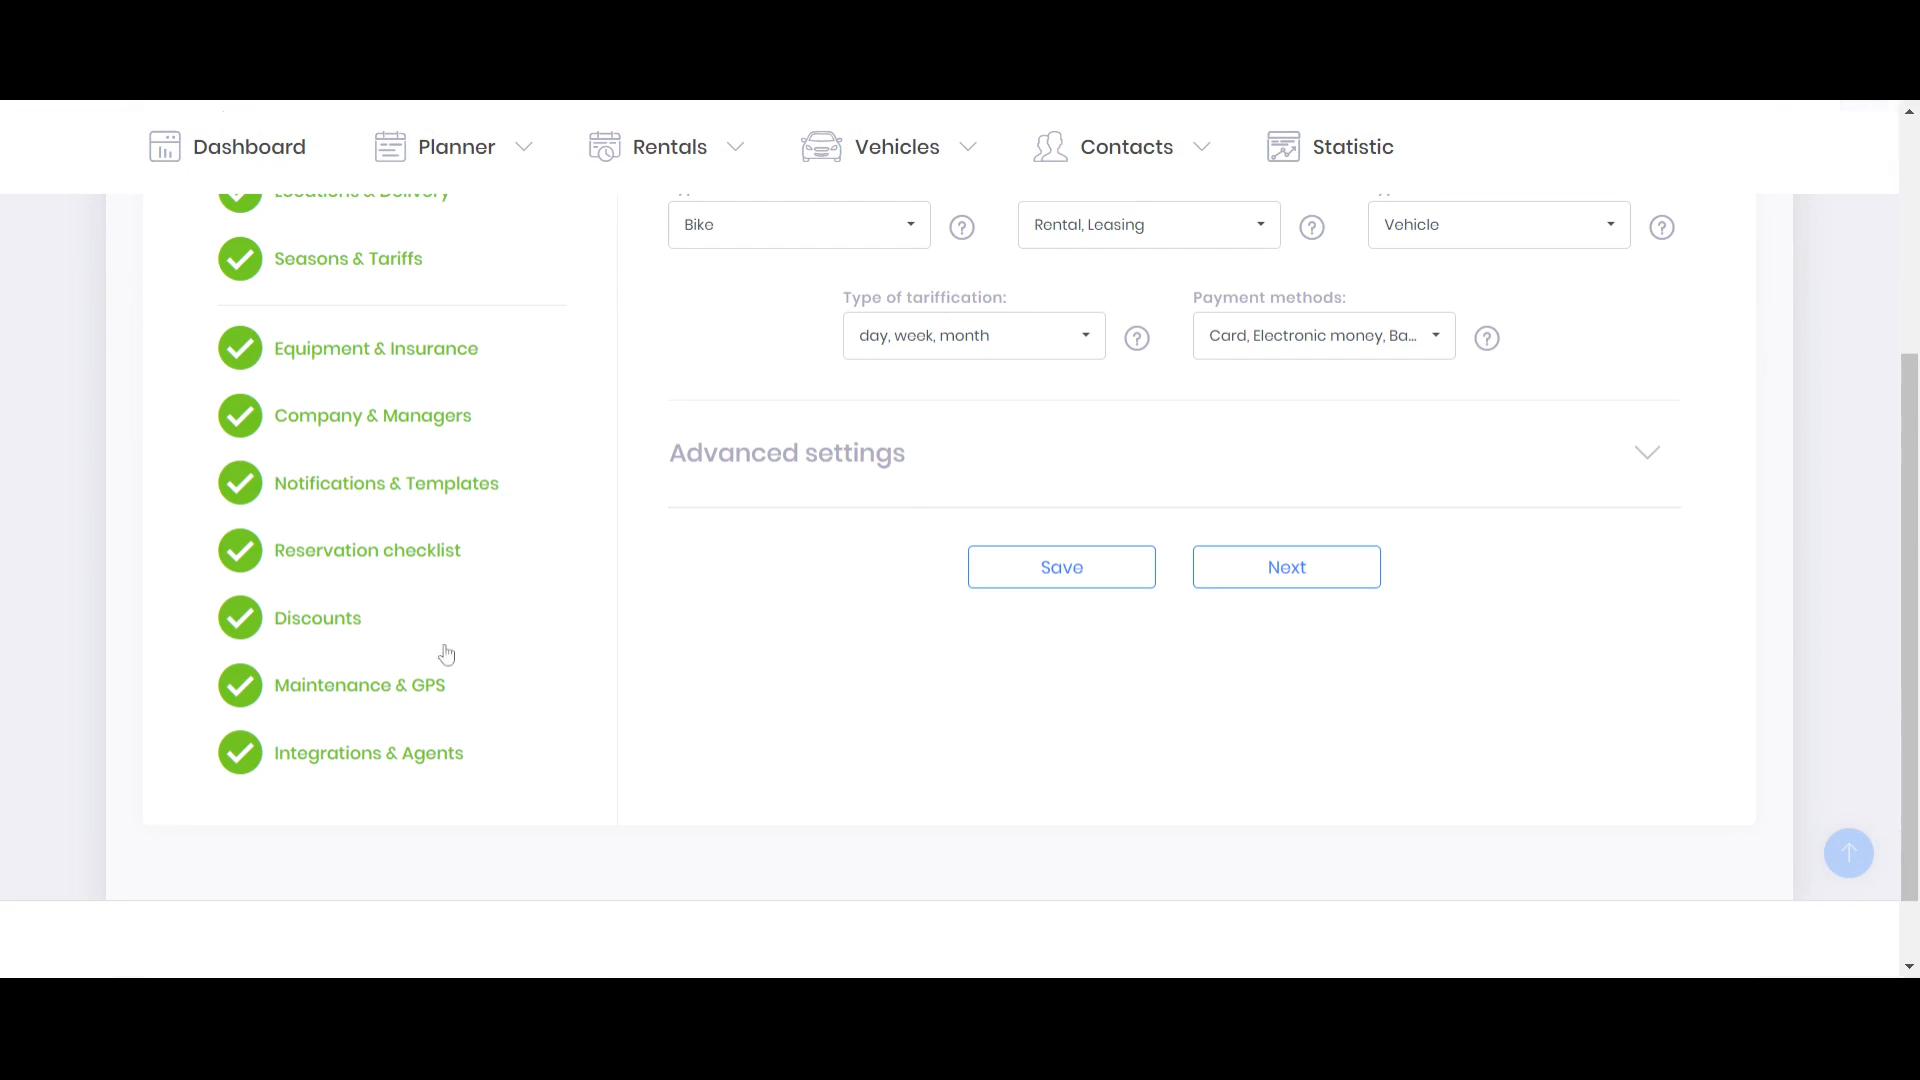 Dashboard
Planner
Rentals
Vehicles
Contacts
Statistic
Locations & Delivery
Seasons & Tariffs
Equipment & Insurance
Company & Managers
Notifications & Templates
Reservation checklist
Discounts
Maintenance & GPS
Integrations & Agents
Bike
?
Rental, Leasing
?
Vehicle
?
Type of tariffication:
Payment methods:
day, week, month
?
Card, Electronic money, Ba...
?
Advanced settings
Save
Next